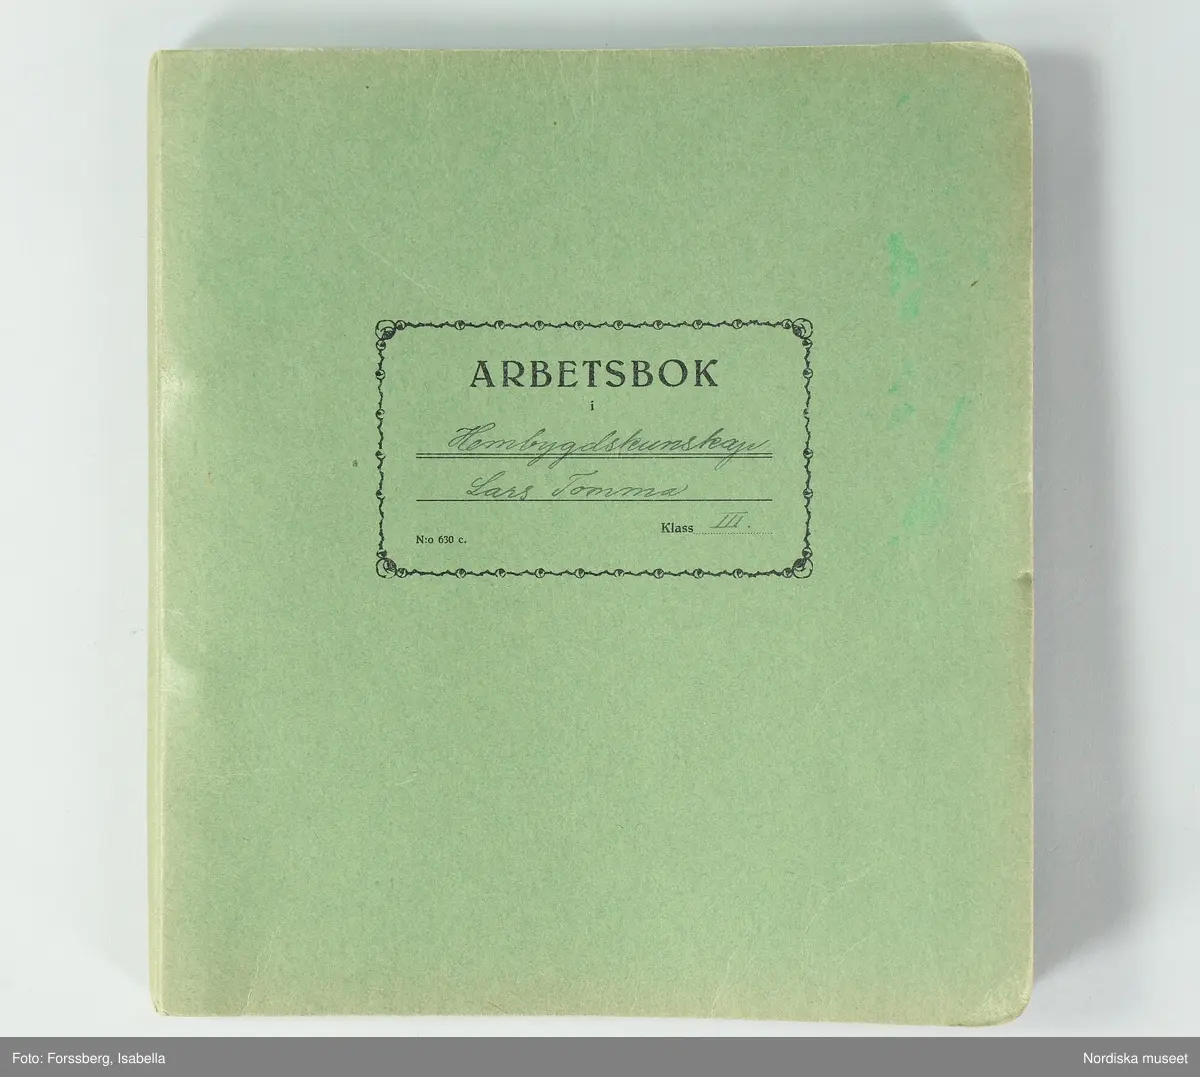 ARBETSBOK
i
Hembygdskunskap
Lars Tomma
Klass III.
N:o 630 c.
Foto: Forssberg, Isabella
Nordiska museet